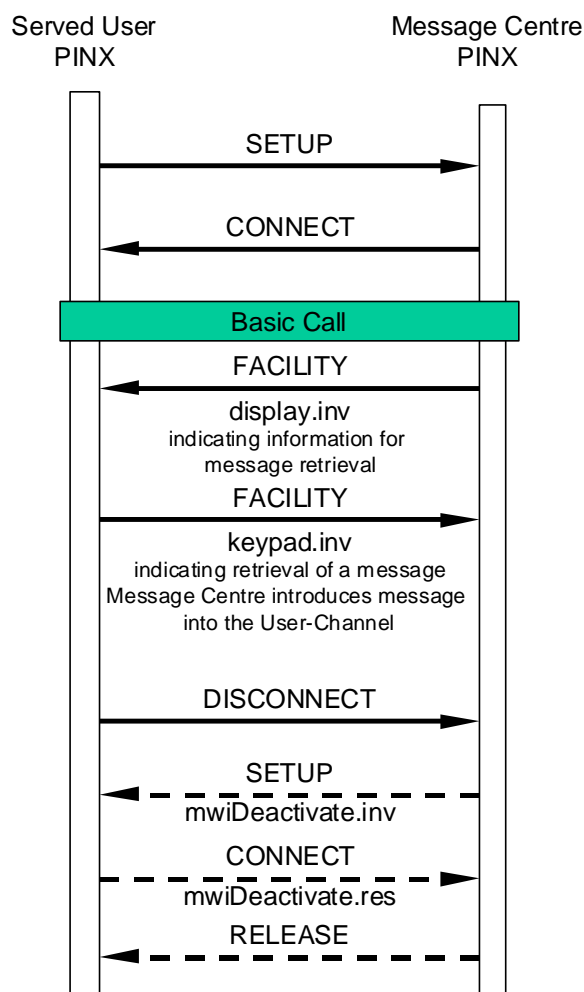 Served User
PINX
Message Centre
PINX
SETUP
CONNECT
Basic Call
FACILITY
display.inv
indicating information for
message retrieval
FACILITY
keypad.inv
indicating retrieval of a message
Message Centre introduces message
into the User-Channel
DISCONNECT
SETUP
mwiDeactivate.inv
CONNECT
mwiDeactivate.res
RELEASE